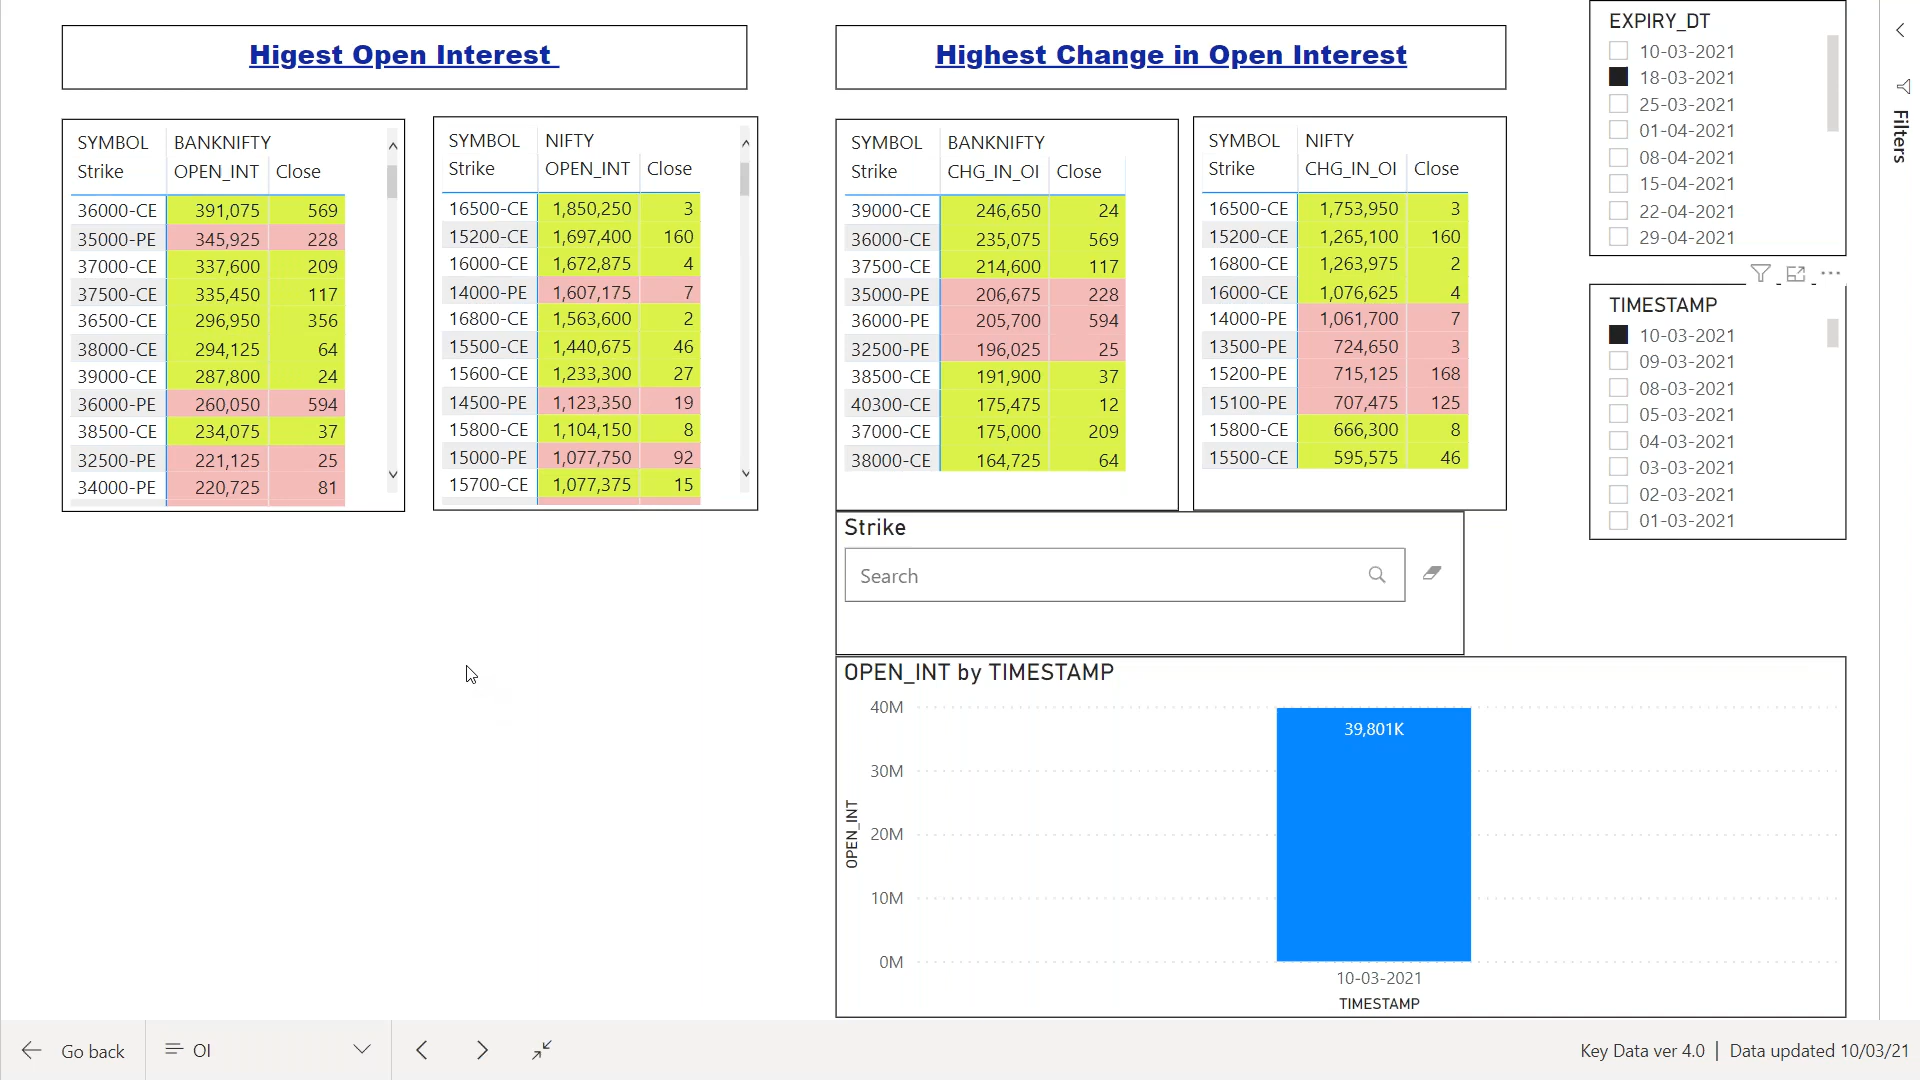 Higest Open Interest
Highest Change in Open Interest
SYMBOL BANKNIFTY
Strike OPEN_INT Close
36000-CE 391,075 569
35000-PE 345,925 228
37000-CE 337,600 209
37500-CE 335,450 117
36500-CE 296,950 356
38000-CE 294,125 64
39000-CE 287,800 24
36000-PE 260,050 594
38500-CE 234,075 37
32500-PE 221,125 25
34000-PE 220,725 81
SYMBOL NIFTY
Strike OPEN_INT Close
16500-CE 1,850,250 3
15200-CE 1,697,400 160
16000-CE 1,672,875 4
14000-PE 1,607,175 7
16800-CE 1,563,600 2
15500-CE 1,440,675 46
15600-CE 1,233,300 27
14500-PE 1,123,350 19
15800-CE 1,104,150 8
15000-PE 1,077,750 92
15700-CE 1,077,375 15
SYMBOL BANKNIFTY
Strike CHG_IN_OI Close
39000-CE 246,650 24
36000-CE 235,075 569
37500-CE 214,600 117
35000-PE 206,675 228
36000-PE 205,700 594
32500-PE 196,025 25
38500-CE 191,900 37
40300-CE 175,475 12
37000-CE 175,000 209
38000-CE 164,725 64
SYMBOL NIFTY
Strike CHG_IN_OI Close
16500-CE 1,753,950 3
15200-CE 1,265,100 160
16800-CE 1,263,975 2
16000-CE 1,076,625 4
14000-PE 1,061,700 7
13500-PE 724,650 3
15200-PE 715,125 168
15100-PE 707,475 125
15800-CE 666,300 8
15500-CE 595,575 46
EXPIRY_DT
10-03-2021
18-03-2021
25-03-2021
01-04-2021
08-04-2021
15-04-2021
22-04-2021
29-04-2021
TIMESTAMP
10-03-2021
09-03-2021
08-03-2021
05-03-2021
04-03-2021
03-03-2021
02-03-2021
01-03-2021
Filters
Strike
Search
OPEN_INT by TIMESTAMP
40M
30M
20M
10M
0M
OPEN_INT
39,801K
10-03-2021
TIMESTAMP
Go back
OI
Key Data ver 4.0 | Data updated 10/03/21